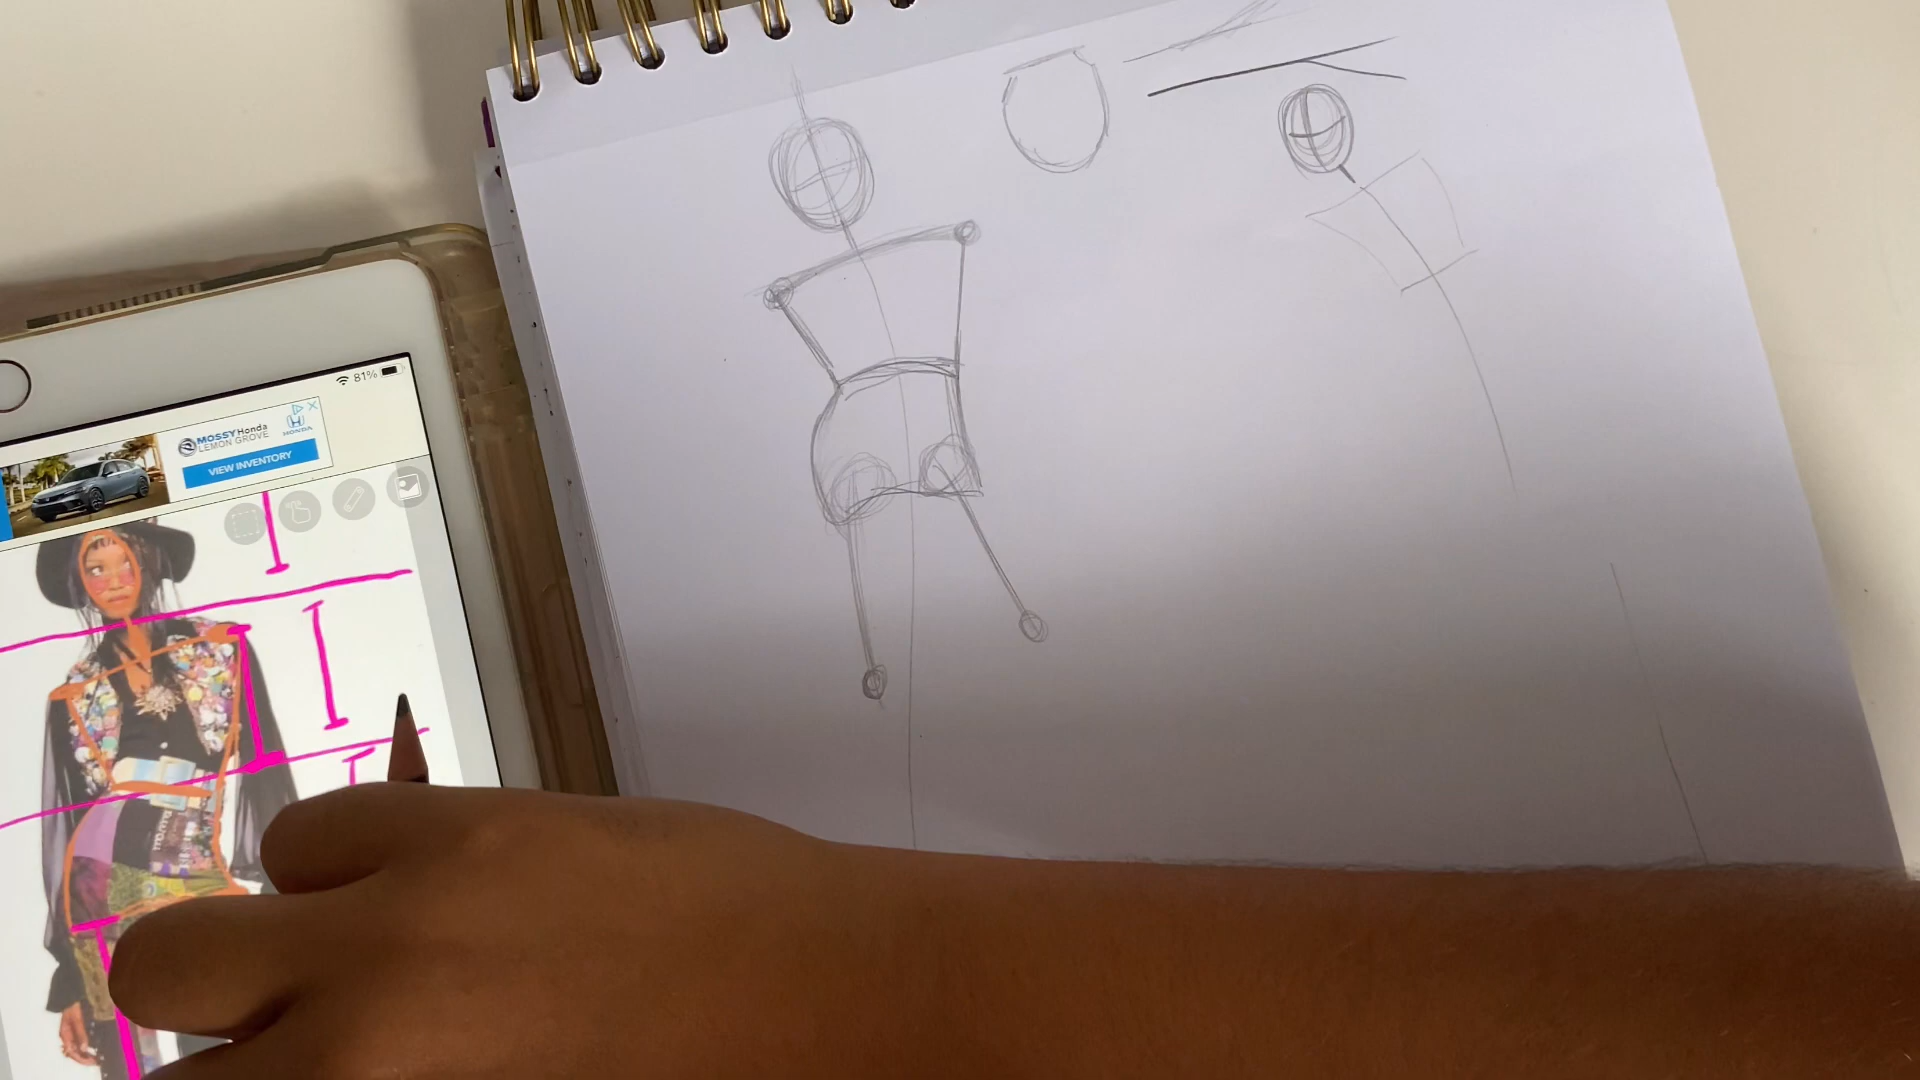 81%
MOSSY Honda
LEMON GROVE
HONDA
VIEW INVENTORY